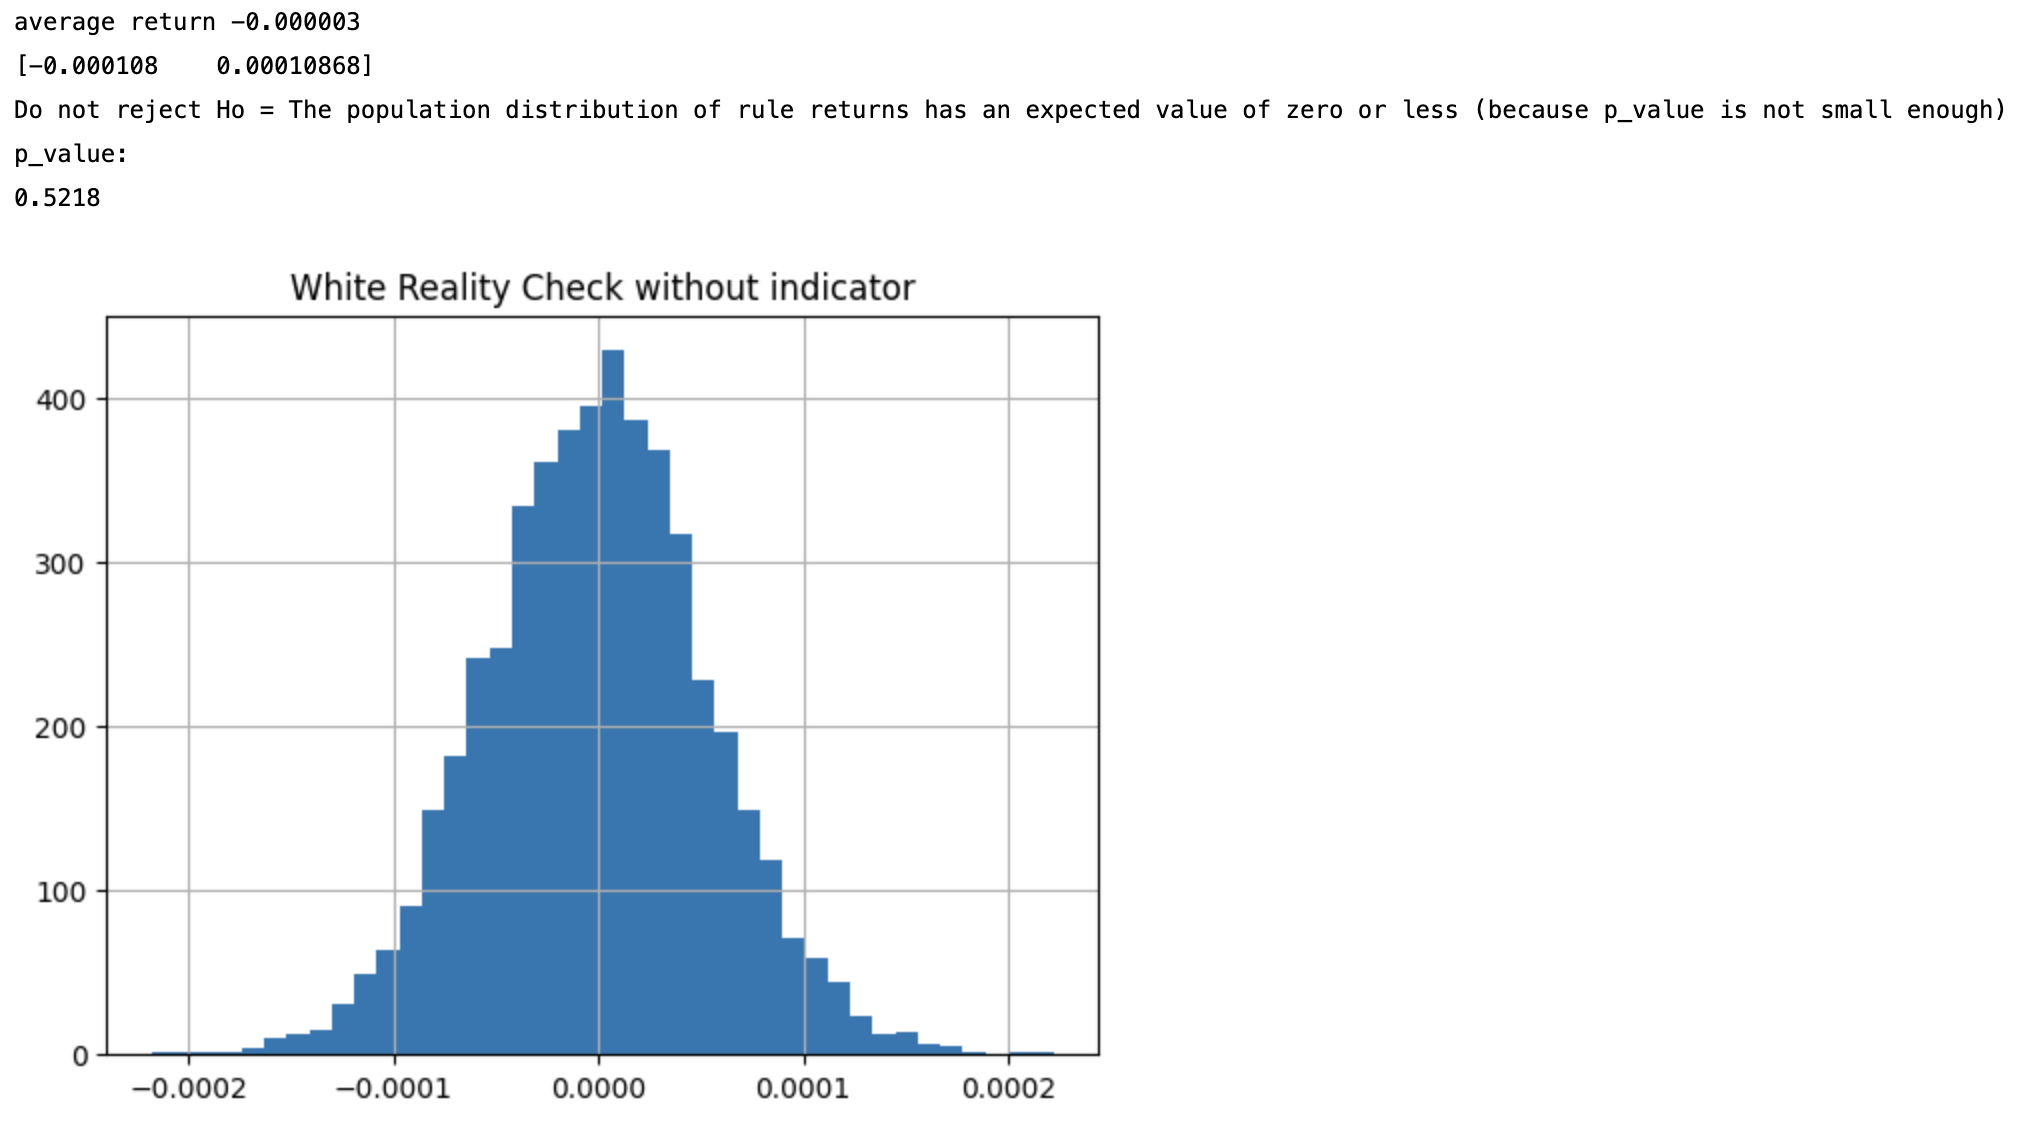 average return −0.000003
[−0.000108    0.00010868]
Do not reject Ho = The population distribution of rule returns has an expected value of zero or less (because p_value is not small enough)
p_value:
0.5218
White Reality Check without indicator
400
300
200
100
0
−0.0002 −0.0001 0.0000 0.0001 0.0002